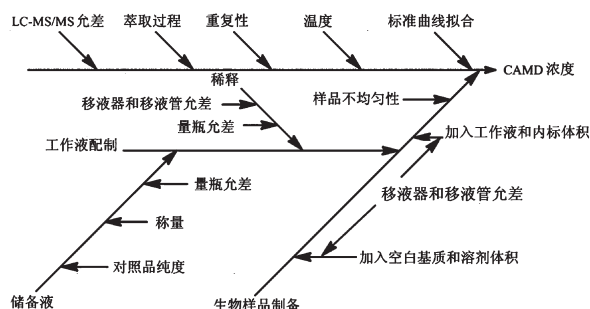 LC-MS/MS允差 萃取过程 重复性 温度 标准曲线拟合
CAMD 浓度
稀释
移液器和移液管允差 样品不均匀性
量瓶允差 加入工作液和内标体积
工作液配制
量瓶允差 移液器和移液管允差
称量
对照品纯度 加入空白基质和溶剂体积
储备液 生物样品制备